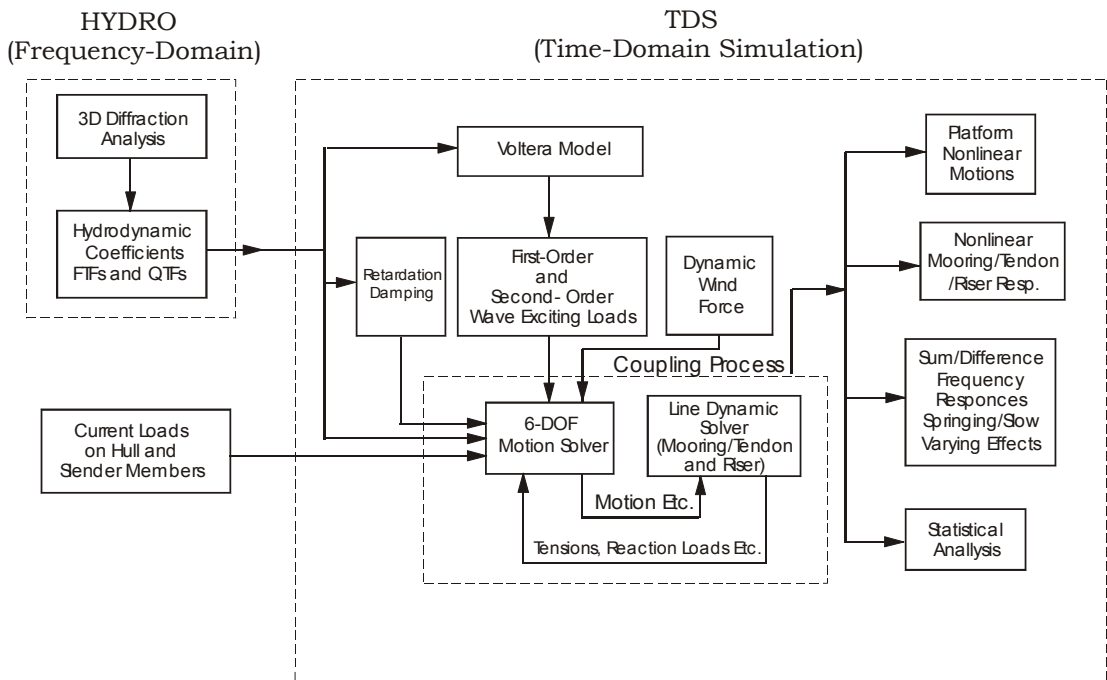 HYDRO
(Frequency-Domain)
TDS
(Time-Domain Simulation)
3D Diffraction
Analysis
Hydrodynamic
Coefficients
FTFs and QTFs
Current Loads
on Hull and
Slender Members
Voltera Model
Retardation
Damping
First-Order
and
Second- Order
Wave Exciting Loads
Dynamic
Wind
Force
Coupling Process
6-DOF
Motion Solver
Line Dynamic
Solver
(Mooring/Tendon
and Riser)
Motion Etc.
Tensions, Reaction Loads Etc.
Platform
Nonlinear
Motions
Nonlinear
Mooring/Tendon
/Riser Resp.
Sum/Difference
Frequency
Responces
Springing/Slow
Varying Effects
Statistical
Anallysis